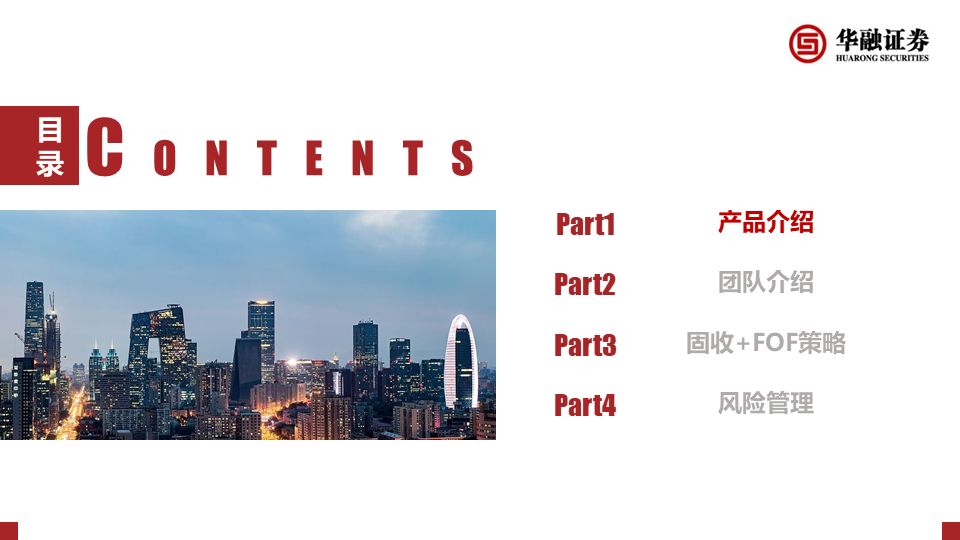 华融证券
HUARONG SECURITIES
目录
CONTENTS
Part1 产品介绍
Part2 团队介绍
Part3 固收+FOF策略
Part4 风险管理